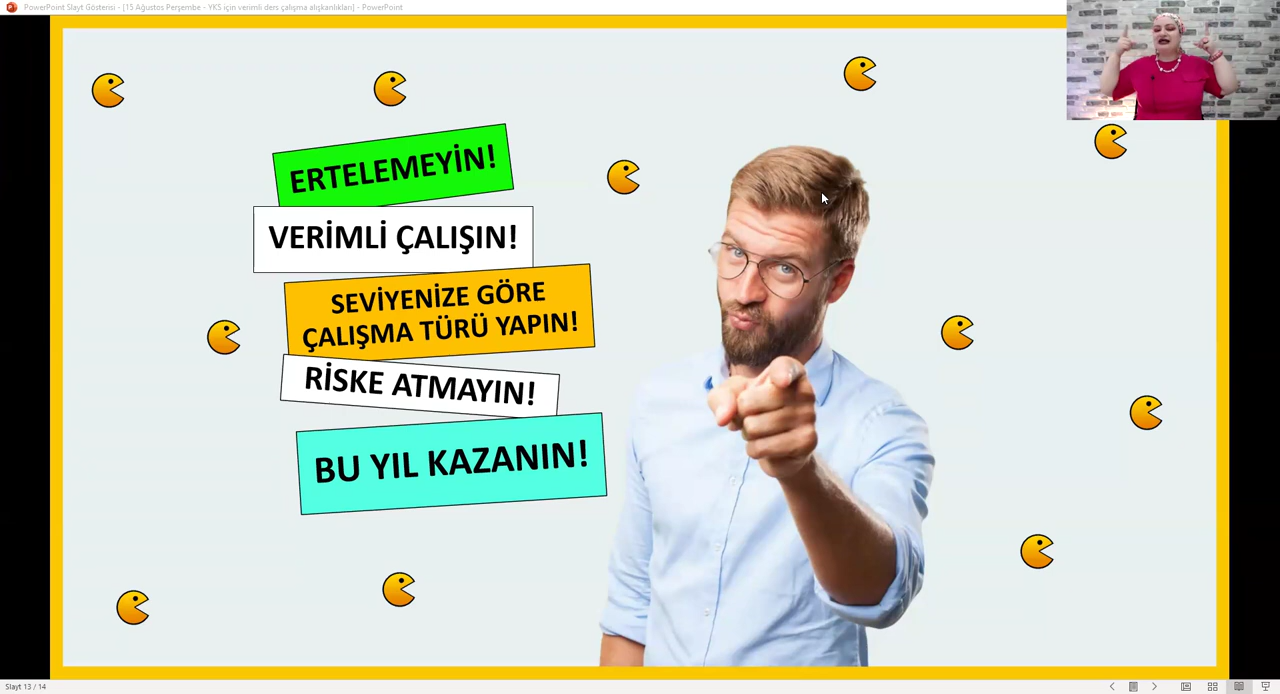 PowerPoint Slayt Gösterisi - [15 Ağustos Perşembe - YKS için verimli ders çalışma alışkanlıkları] - PowerPoint
ERTELEMEYİN!
VERİMLİ ÇALIŞIN!
SEVİYENİZE GÖRE
ÇALIŞMA TÜRÜ YAPIN!
RİSKE ATMAYIN!
BU YIL KAZANIN!
Slayt 13 / 14